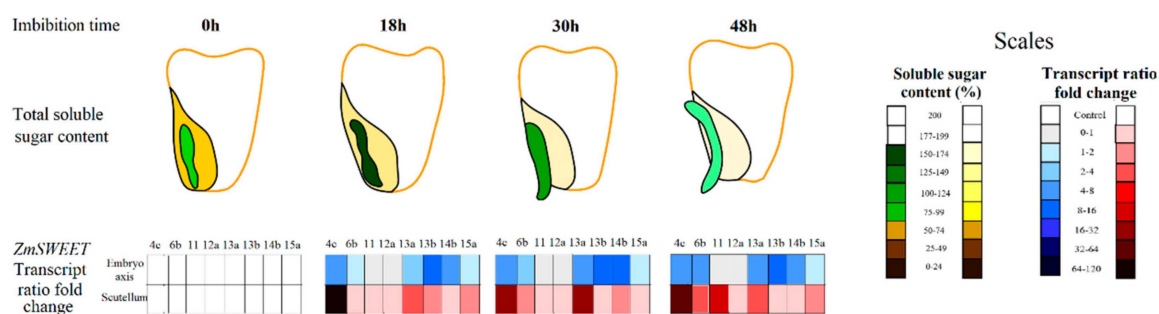 Imbibition time 0h 18h 30h 48h
Scales
Soluble sugar content (%)
Transcript ratio fold change
Total soluble sugar content
200
177-199
150-174
125-149
100-124
75-99
50-74
25-49
0-24
Control
0-1
1-2
2-4
4-8
8-16
16-32
32-64
64-120
ZmSWEET
4c 6b 11 12a 13a 13b 14b 15a
4c 6b 11 12a 13a 13b 14b 15a
4c 6b 11 12a 13a 13b 14b 15a
4c 6b 11 12a 13a 13b 14b 15a
Transcript ratio fold change
Embryo axis
Scutellum